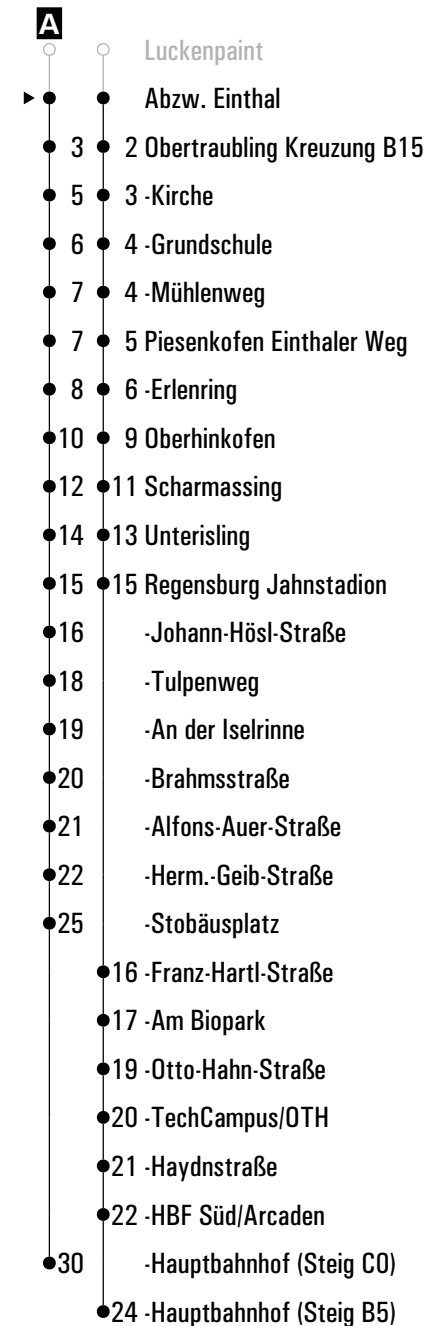 A
Luckenpaint
Abzw. Einthal
3 2 Obertraubling Kreuzung B15
5 3 -Kirche
6 4 -Grundschule
7 4 -Mühlenweg
7 5 Piesenkofen Einthaler Weg
8 6 -Erlenring
10 9 Oberhinkofen
12 11 Scharmassing
14 13 Unterisling
15 15 Regensburg Jahnstadion
16 -Johann-Hösl-Straße
18 -Tulpenweg
19 -An der Iselrinne
20 -Brahmsstraße
21 -Alfons-Auer-Straße
22 -Herm.-Geib-Straße
25 -Stobäusplatz
16 -Franz-Hartl-Straße
17 -Am Biopark
19 -Otto-Hahn-Straße
20 -TechCampus/OTH
21 -Haydnstraße
22 -HBF Süd/Arcaden
30 -Hauptbahnhof (Steig C0)
24 -Hauptbahnhof (Steig B5)